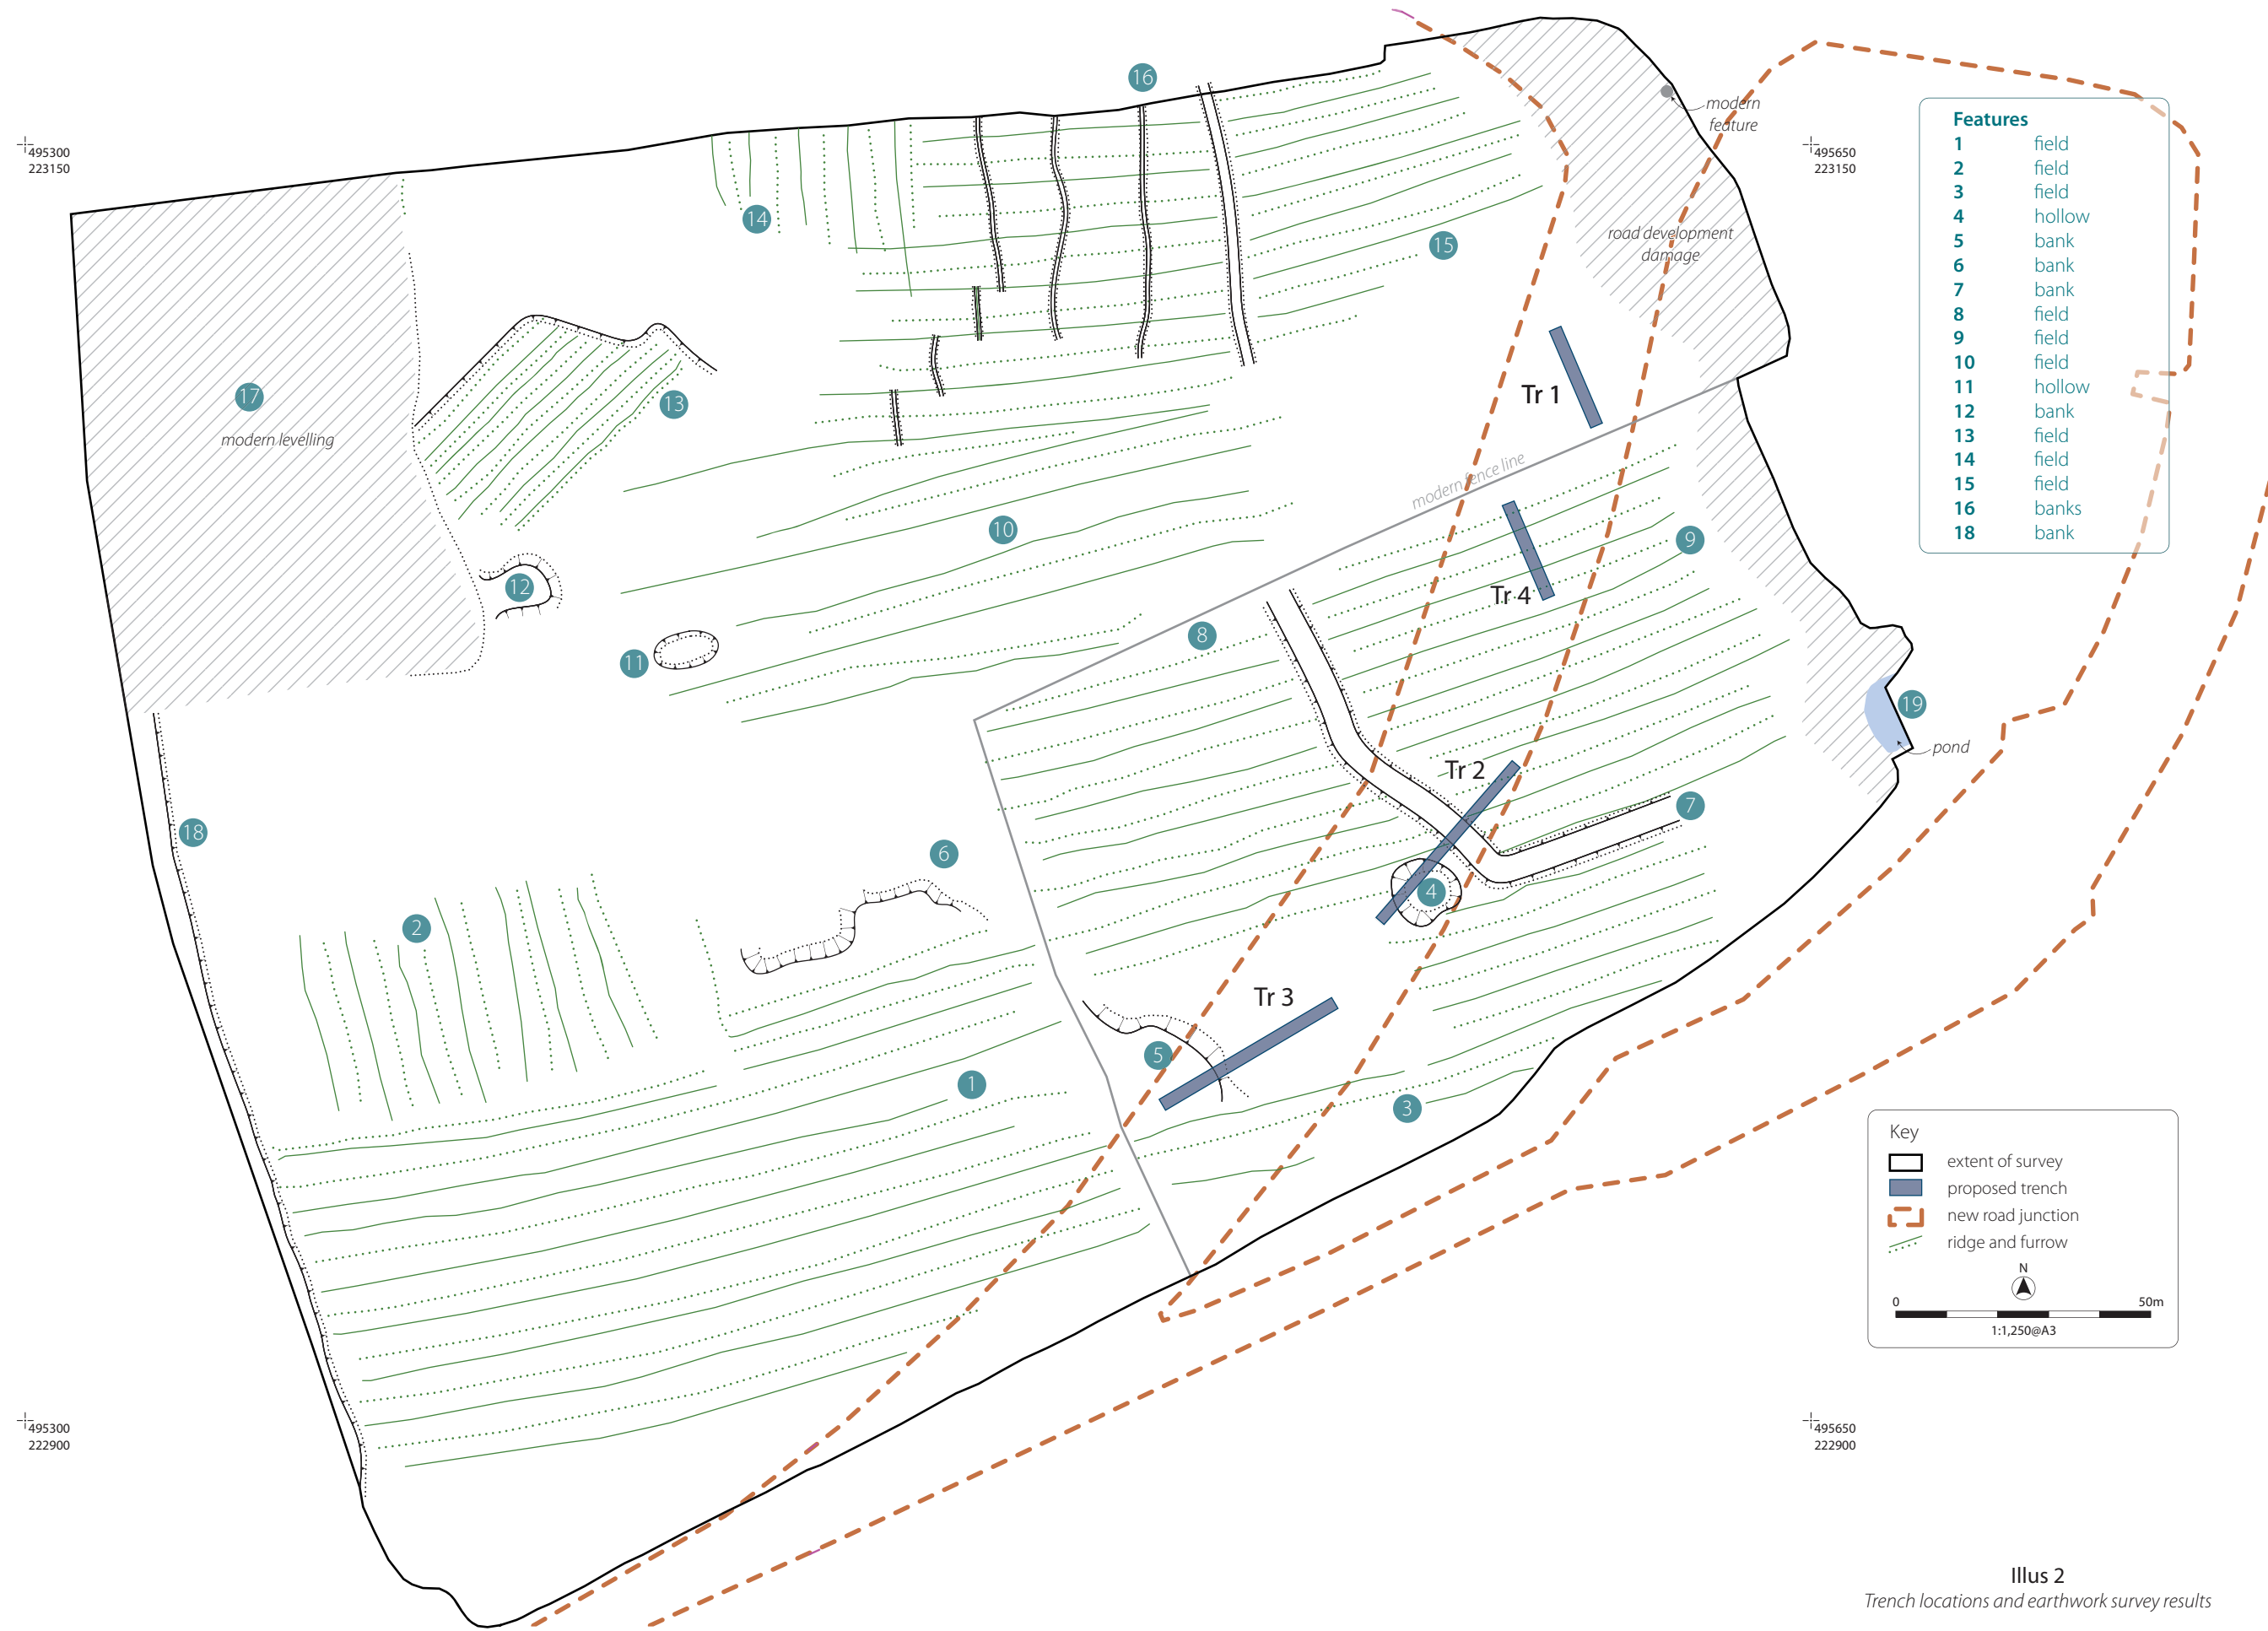 16
495300
223150
modern
feature
495650
223150
14
15
road development
damage
17
modern levelling
13
Tr 1
modern fence line
10
9
12
Tr 4
11
8
19
pond
Tr 2
7
18
6
4
2
Tr 3
5
1
3
495300
222900
495650
222900
Features
1 field
2 field
3 field
4 hollow
5 bank
6 bank
7 bank
8 field
9 field
10 field
11 hollow
12 bank
13 field
14 field
15 field
16 banks
18 bank
Key
extent of survey
proposed trench
new road junction
ridge and furrow
N
0 50m
1:1,250@A3
Illus 2
Trench locations and earthwork survey results